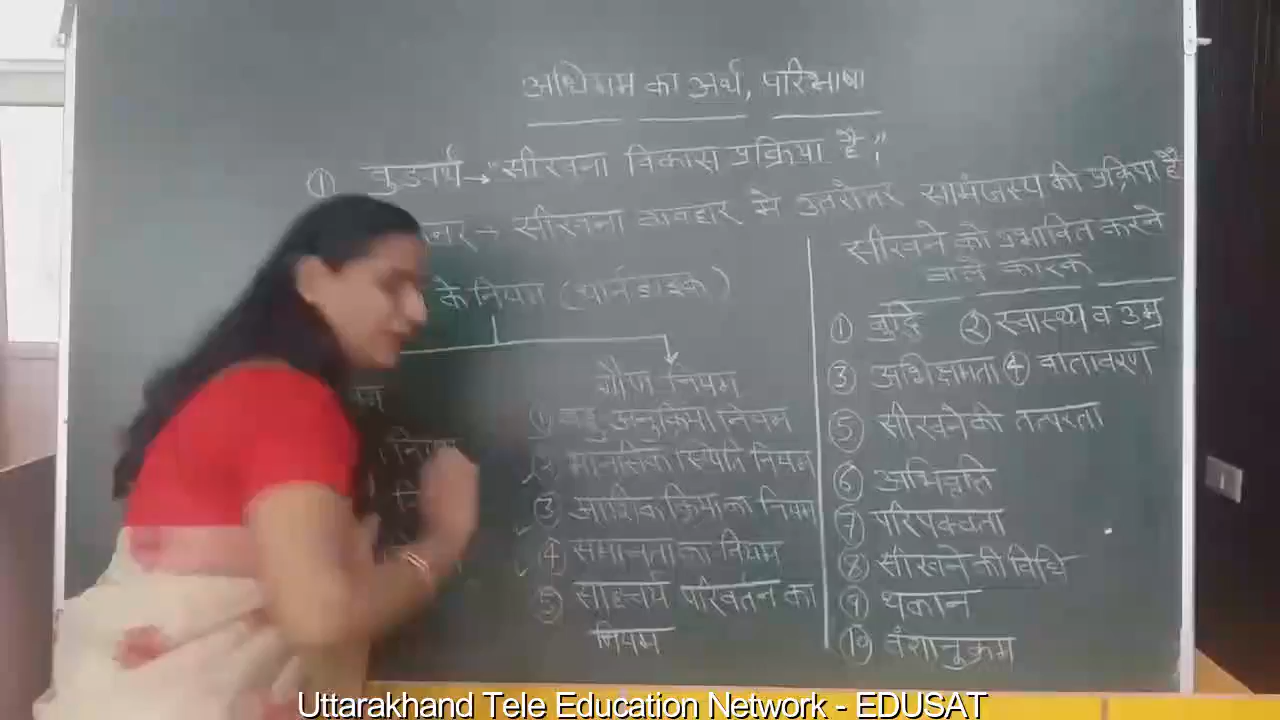 अधिगम का अर्थ, परिभाषा
① वुडवर्थ → "सीखना विकास प्रक्रिया है"
→ सीखना व्यवहार में उतरोतर सामंजस्य की प्रक्रिया है
के नियम (थार्नडाइक)
गौण नियम
① बहु अनुक्रिया नियम
② मानसिक स्थिति नियम
③ आंशिक क्रिया का नियम
④ समानता का नियम
⑤ साहचर्य परिवर्तन का
नियम
सीखने को प्रभावित करने
वाले कारक
① बुद्धि ② स्वास्थ्य व उम्र
③ अभिक्षमता ④ वातावरण
⑤ सीखने की तत्परता
⑥ अभिवृति
⑦ परिपक्वता
⑧ सीखने की विधि
⑨ थकान
⑩ वंशानुक्रम
Uttarakhand Tele Education Network - EDUSAT